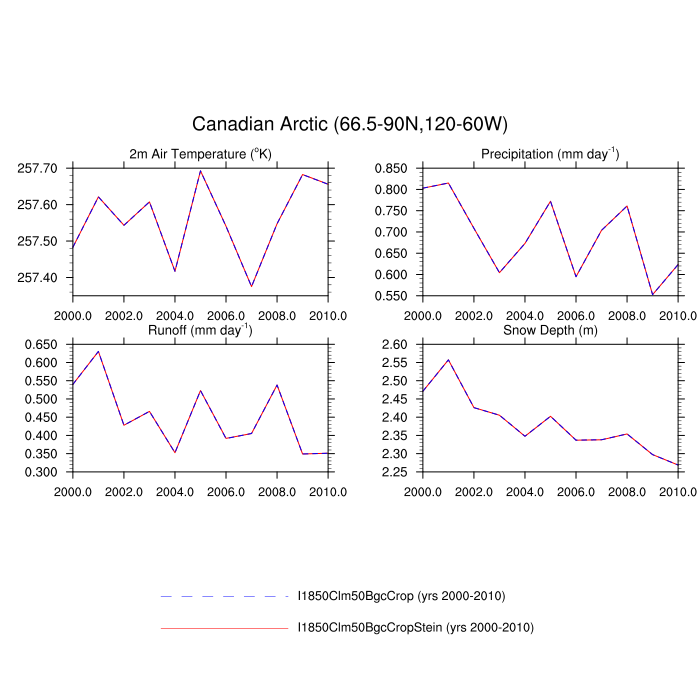 Canadian Arctic (66.5-90N,120-60W)
2m Air Temperature (°K)
257.70
257.60
257.50
257.40
2000.0 2002.0 2004.0 2006.0 2008.0 2010.0
Precipitation (mm day⁻¹)
0.850
0.800
0.750
0.700
0.650
0.600
0.550
2000.0 2002.0 2004.0 2006.0 2008.0 2010.0
Runoff (mm day⁻¹)
0.650
0.600
0.550
0.500
0.450
0.400
0.350
0.300
2000.0 2002.0 2004.0 2006.0 2008.0 2010.0
Snow Depth (m)
2.60
2.55
2.50
2.45
2.40
2.35
2.30
2.25
2000.0 2002.0 2004.0 2006.0 2008.0 2010.0
I1850Clm50BgcCrop (yrs 2000-2010)
I1850Clm50BgcCropStein (yrs 2000-2010)